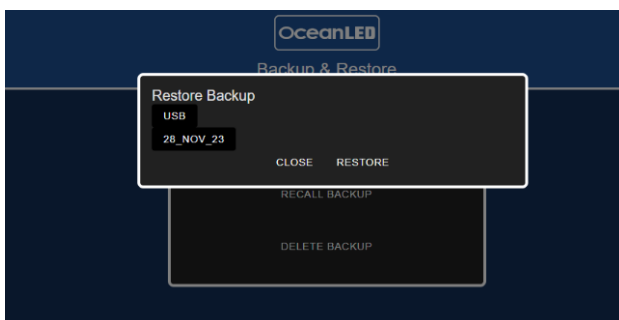 OceanLED
Backup & Restore
Restore Backup
USB
28_NOV_23
CLOSE RESTORE
RECALL BACKUP
DELETE BACKUP